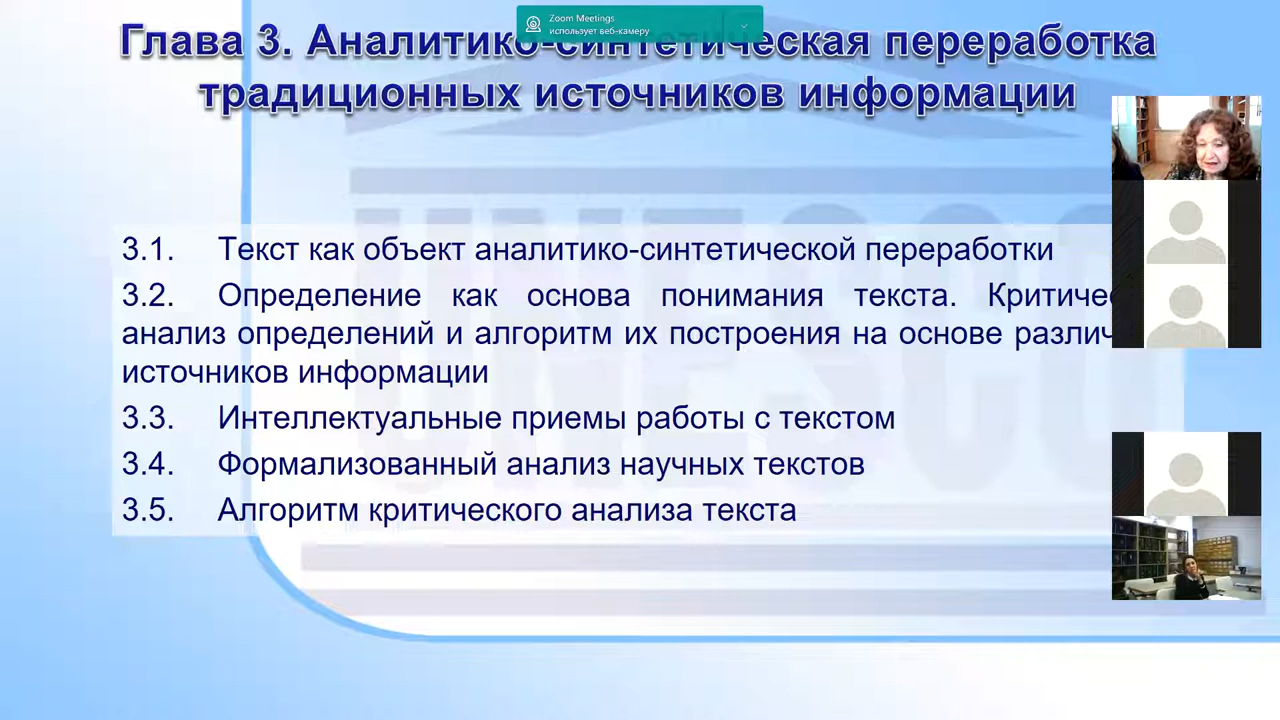 Zoom Meetings
использует веб-камеру
Глава 3. Аналитико-синтетическая переработка
традиционных источников информации
3.1. Текст как объект аналитико-синтетической переработки
3.2. Определение как основа понимания текста.
анализ определений и алгоритм их построения на основе
источников информации
3.3. Интеллектуальные приемы работы с текстом
3.4. Формализованный анализ научных текстов
3.5. Алгоритм критического анализа текста
UNESCO